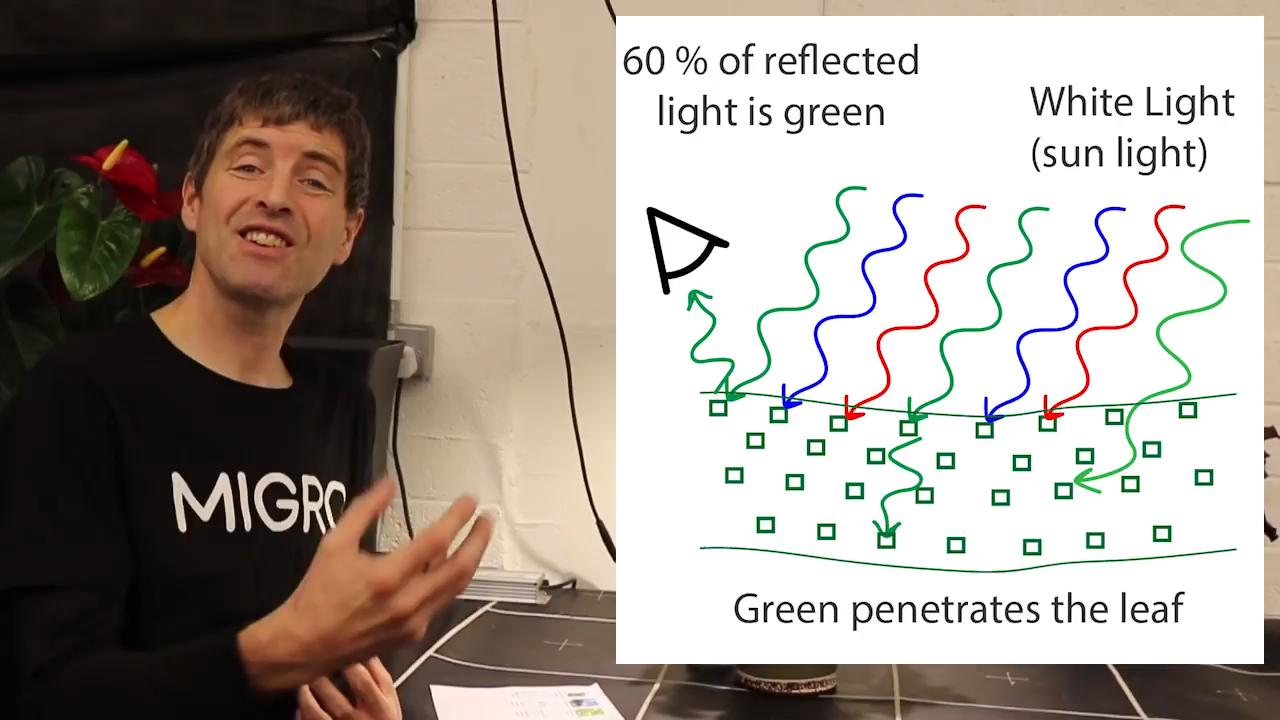 60 % of reflected
light is green
White Light
(sun light)
MIGRO
Green penetrates the leaf